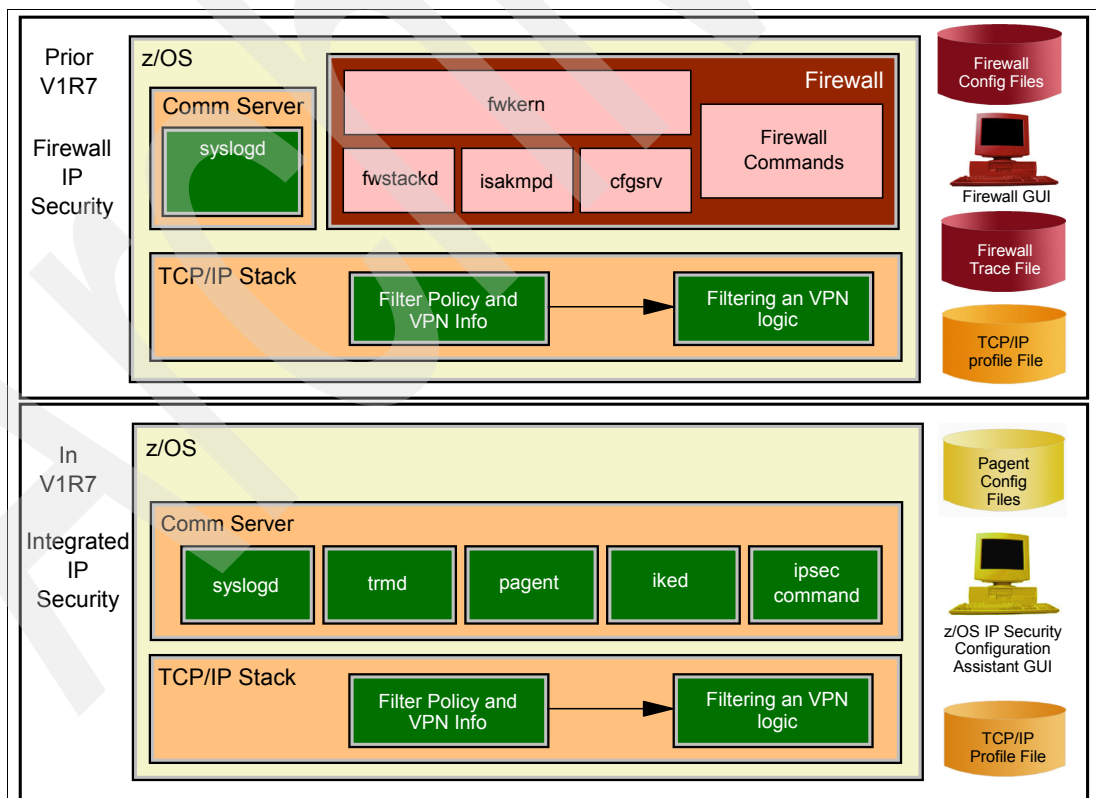 Prior
V1R7
Firewall
IP
Security
z/OS
Comm Server
syslogd
Firewall
fwkern
fwstackd
isakmpd
cfgsrv
Firewall
Commands
TCP/IP Stack
Filter Policy and
VPN Info
Filtering an VPN
logic
Firewall
Config Files
Firewall GUI
Firewall
Trace File
TCP/IP
profile File
In
V1R7
Integrated
IP
Security
z/OS
Comm Server
syslogd
trmd
pagent
iked
ipsec
command
TCP/IP Stack
Filter Policy and
VPN Info
Filtering an VPN
logic
Pagent
Config
Files
z/OS IP Security
Configuration
Assistant GUI
TCP/IP
Profile File